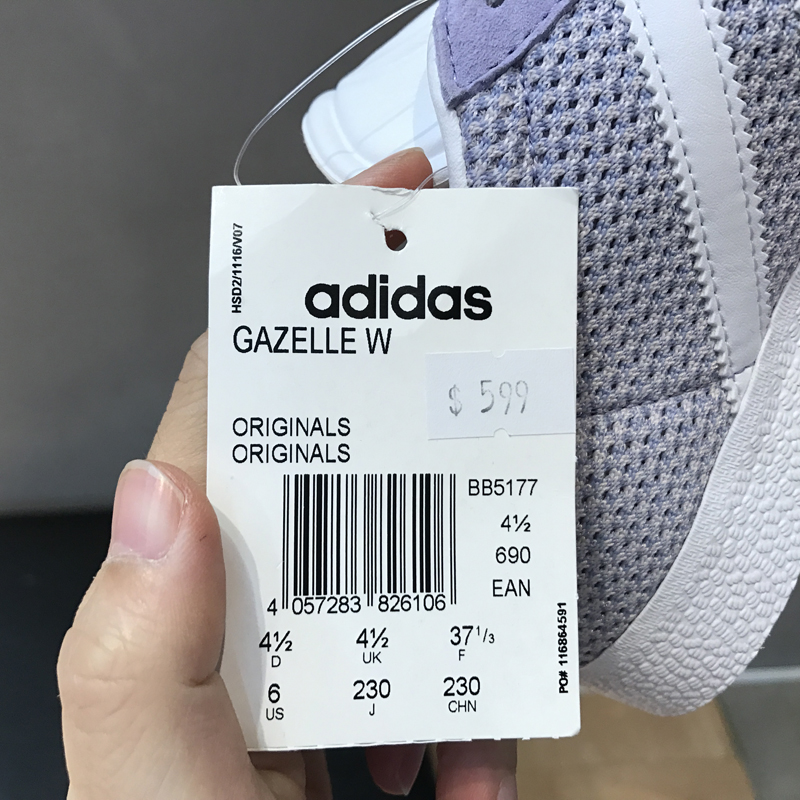 HSD2/1116/V07
adidas
GAZELLE W
$ 599
ORIGINALS
ORIGINALS
BB5177
4½
690
EAN
4 057283 826106
4½ 4½ 37 1/3
D UK F
6 230 230
US J CHN
PO# 116864591